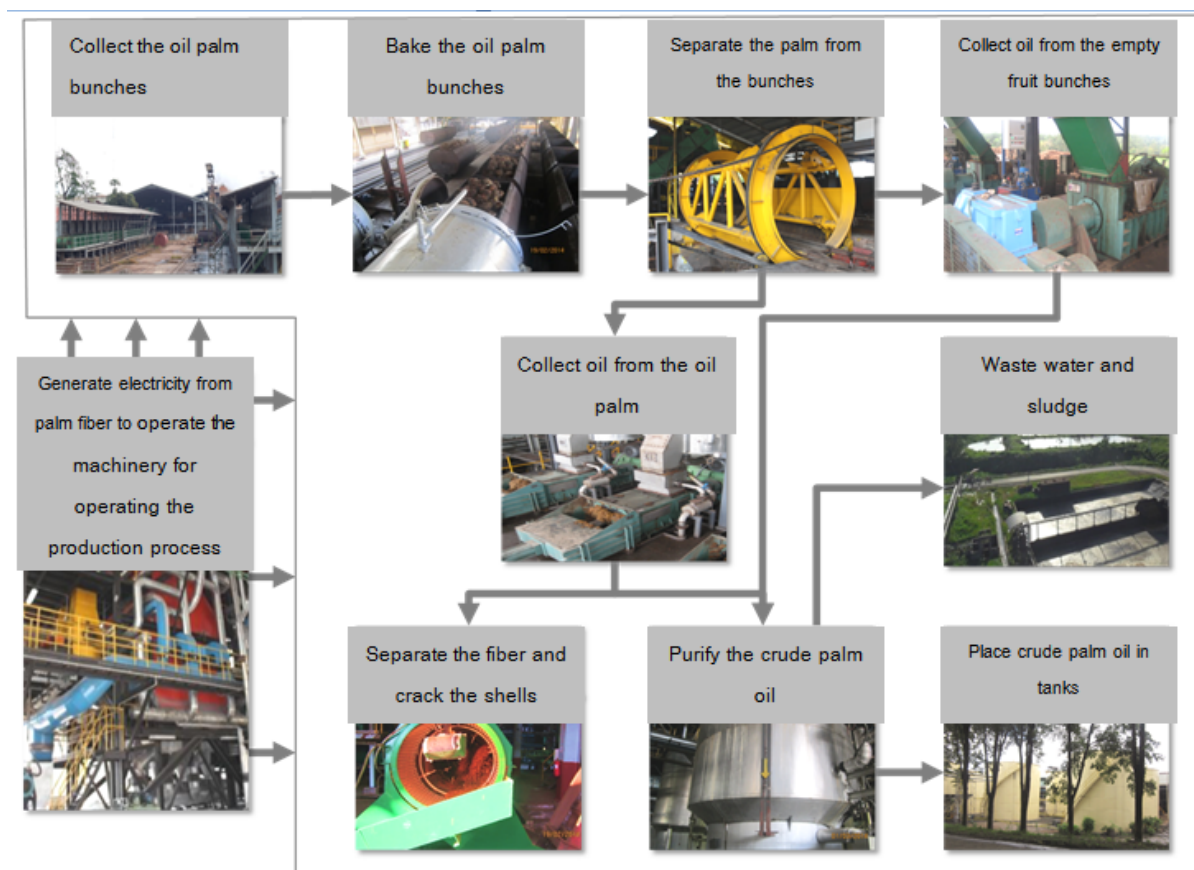 Collect the oil palm
bunches
Bake the oil palm
bunches
Separate the palm from
the bunches
Collect oil from the empty
fruit bunches
Generate electricity from
palm fiber to operate the
machinery for
operating the
production process
Collect oil from the oil
palm
Waste water and
sludge
Separate the fiber and
crack the shells
Purify the crude palm
oil
Place crude palm oil in
tanks